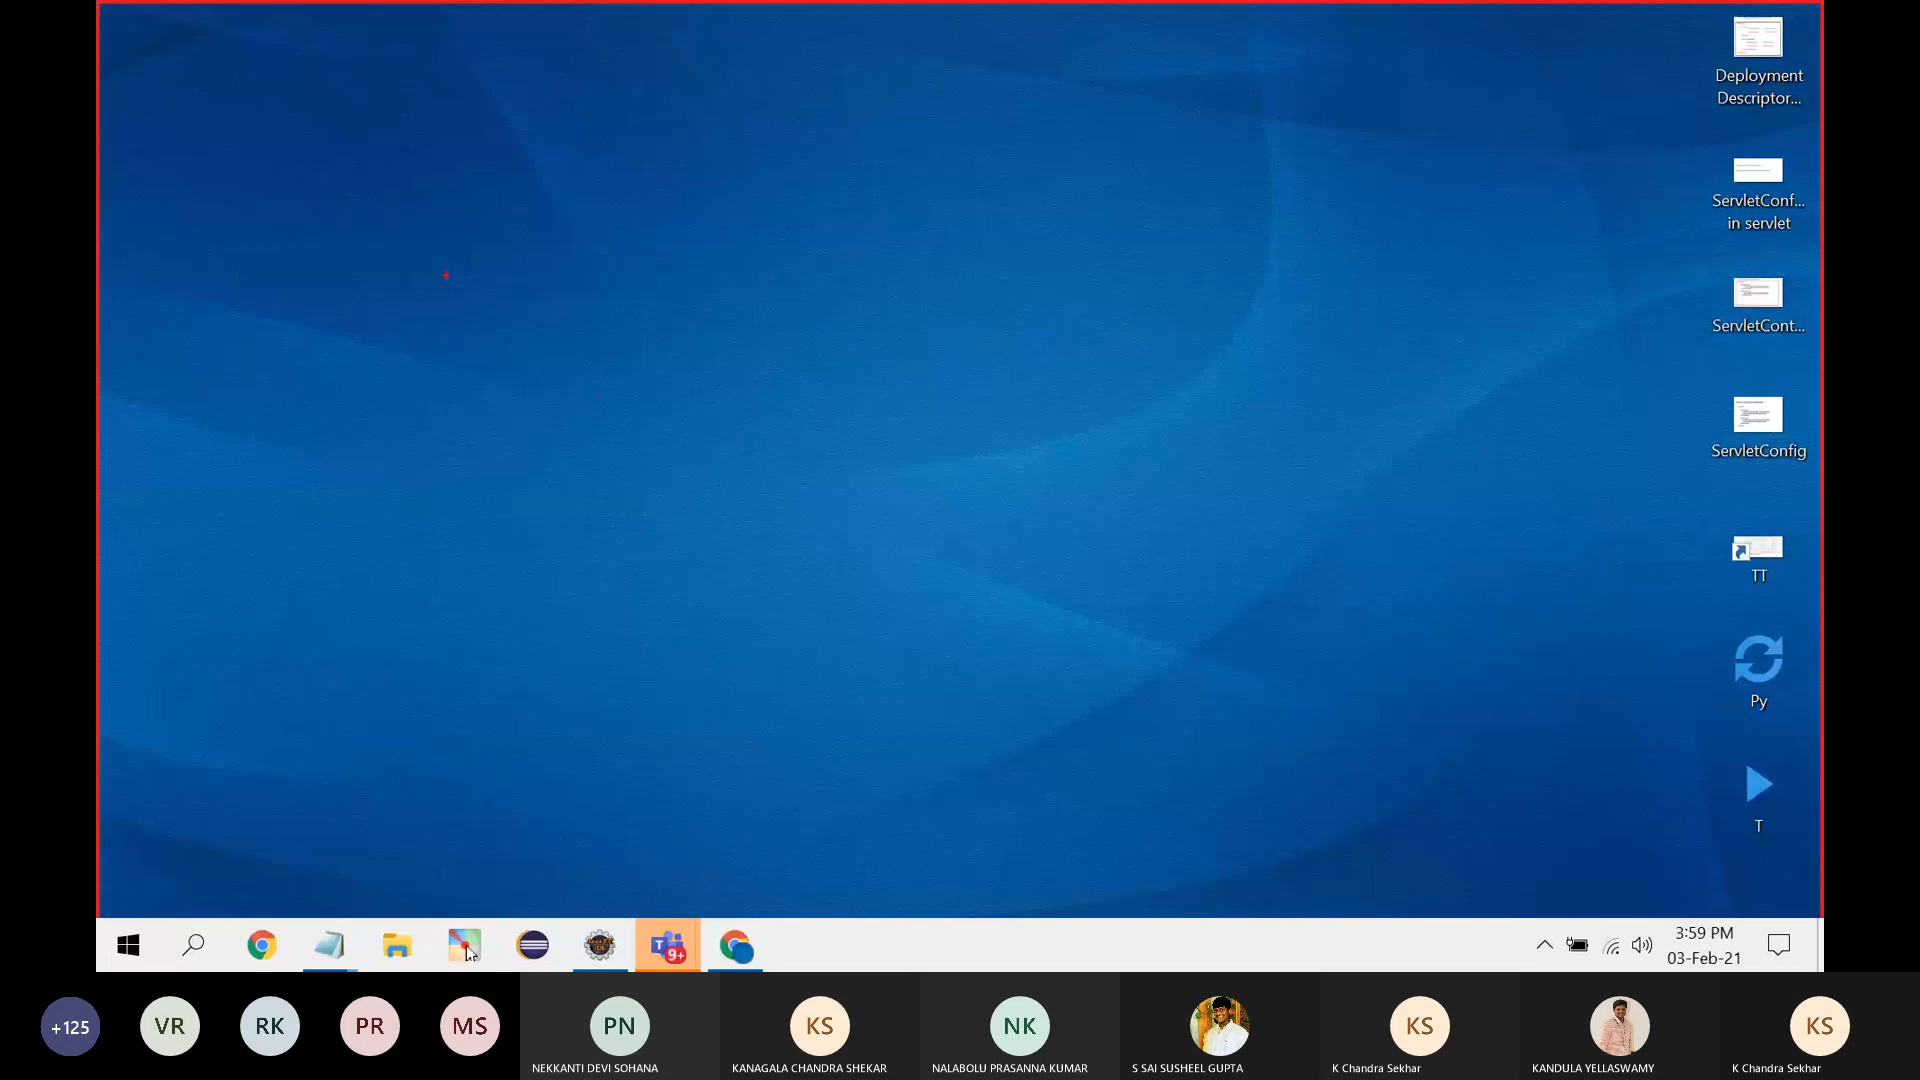 Deployment
Descriptor...
ServletConf...
in servlet
ServletCont...
ServletConfig
TT
Py
T
T
9+
3:59 PM
03-Feb-21
+125
VR
RK
PR
MS
PN
KS
NK
KS
KS
NEKKANTI DEVI SOHANA
KANAGALA CHANDRA SHEKAR
NALABOLU PRASANNA KUMAR
S SAI SUSHEEL GUPTA
K Chandra Sekhar
KANDULA YELLASWAMY
K Chandra Sekhar